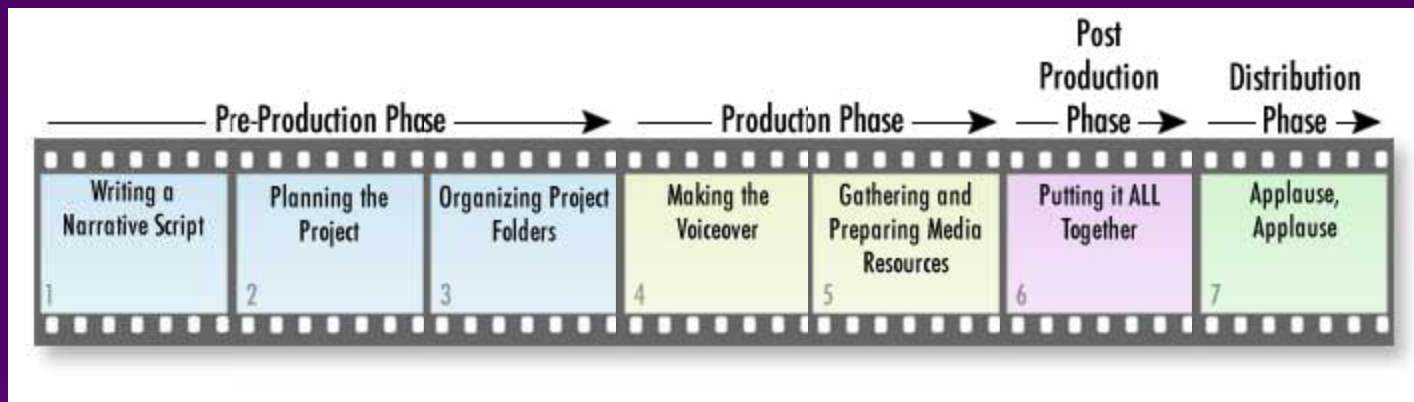 Pre-Production Phase
Production Phase
Post
Production
Phase
Distribution
Phase
Writing a
Narrative Script
1
Planning the
Project
2
Organizing Project
Folders
3
Making the
Voiceover
4
Gathering and
Preparing Media
Resources
5
Putting it ALL
Together
6
Applause,
Applause
7